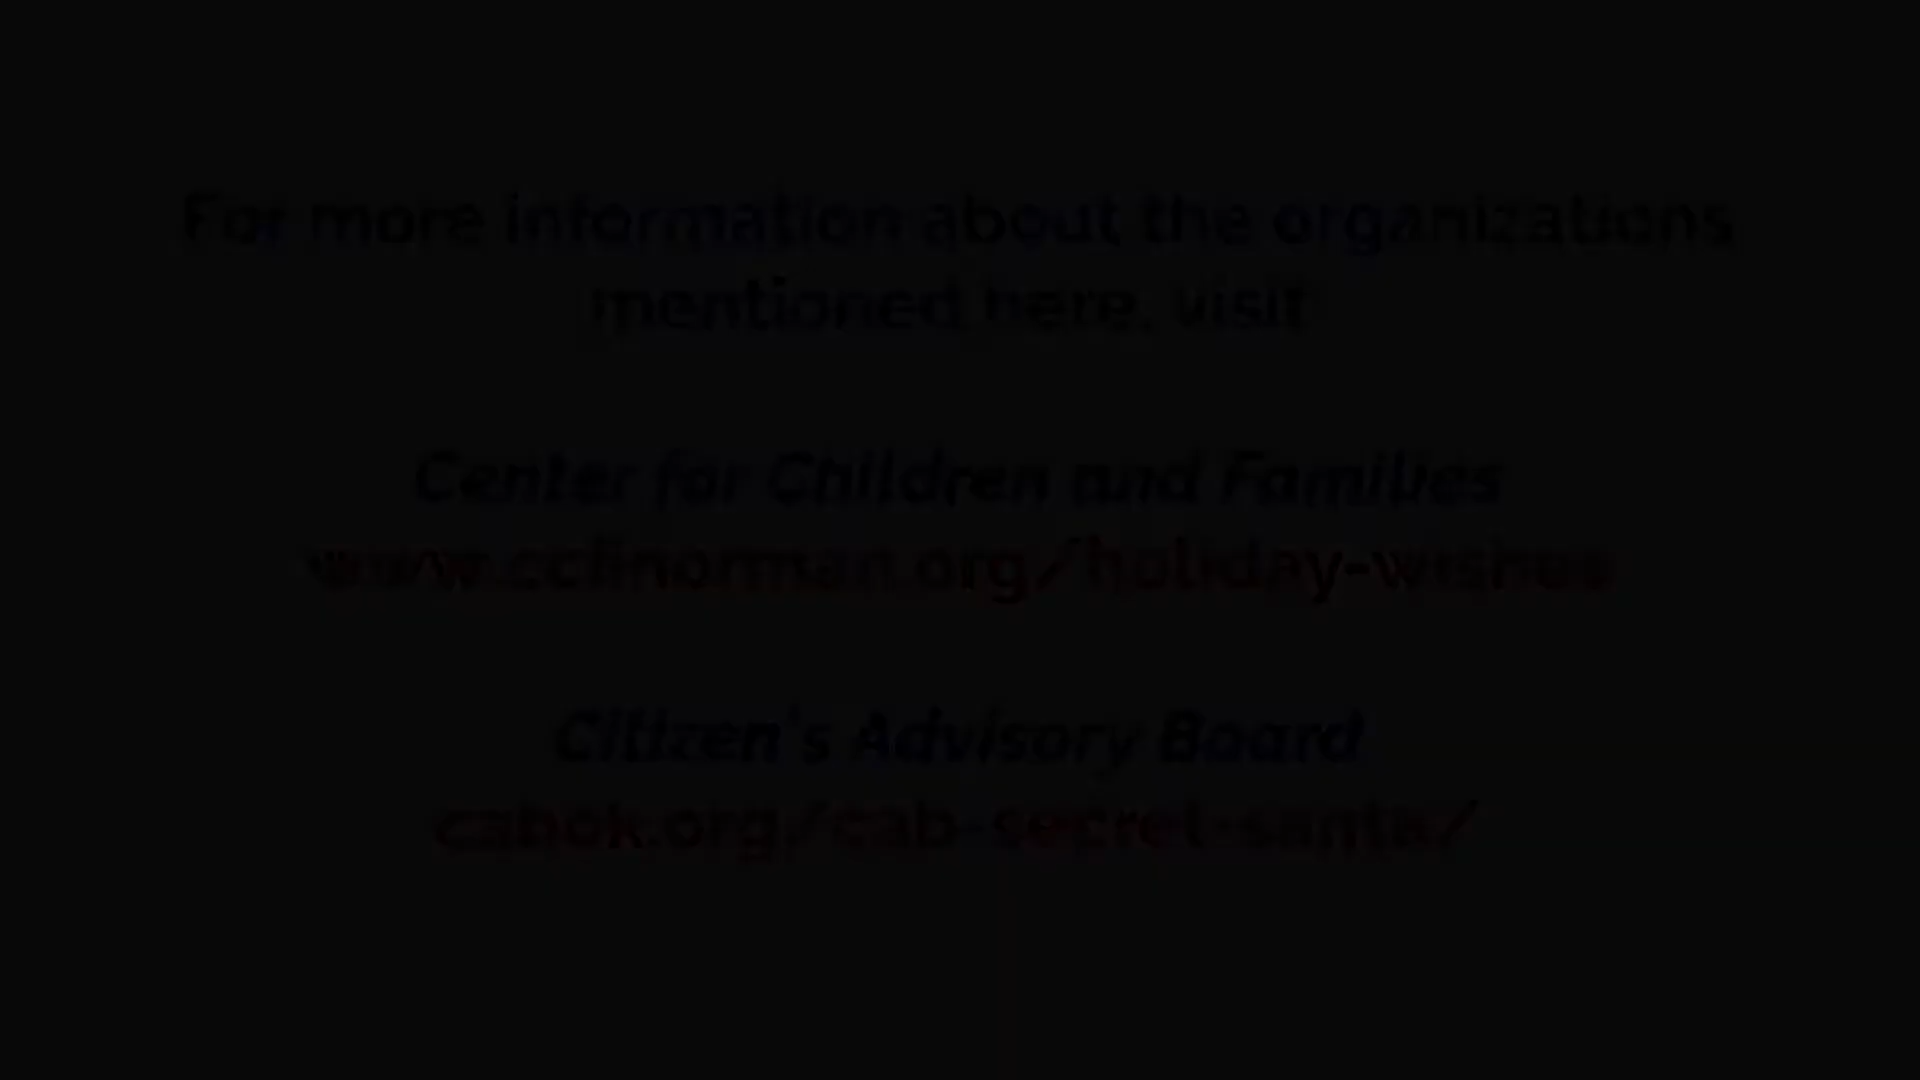 For more information about the organizations
mentioned here, visit
Center for Children and Families
www.ccfinorman.org/holiday-wishes
Citizen's Advisory Board
cabok.org/cab-secret-santa/